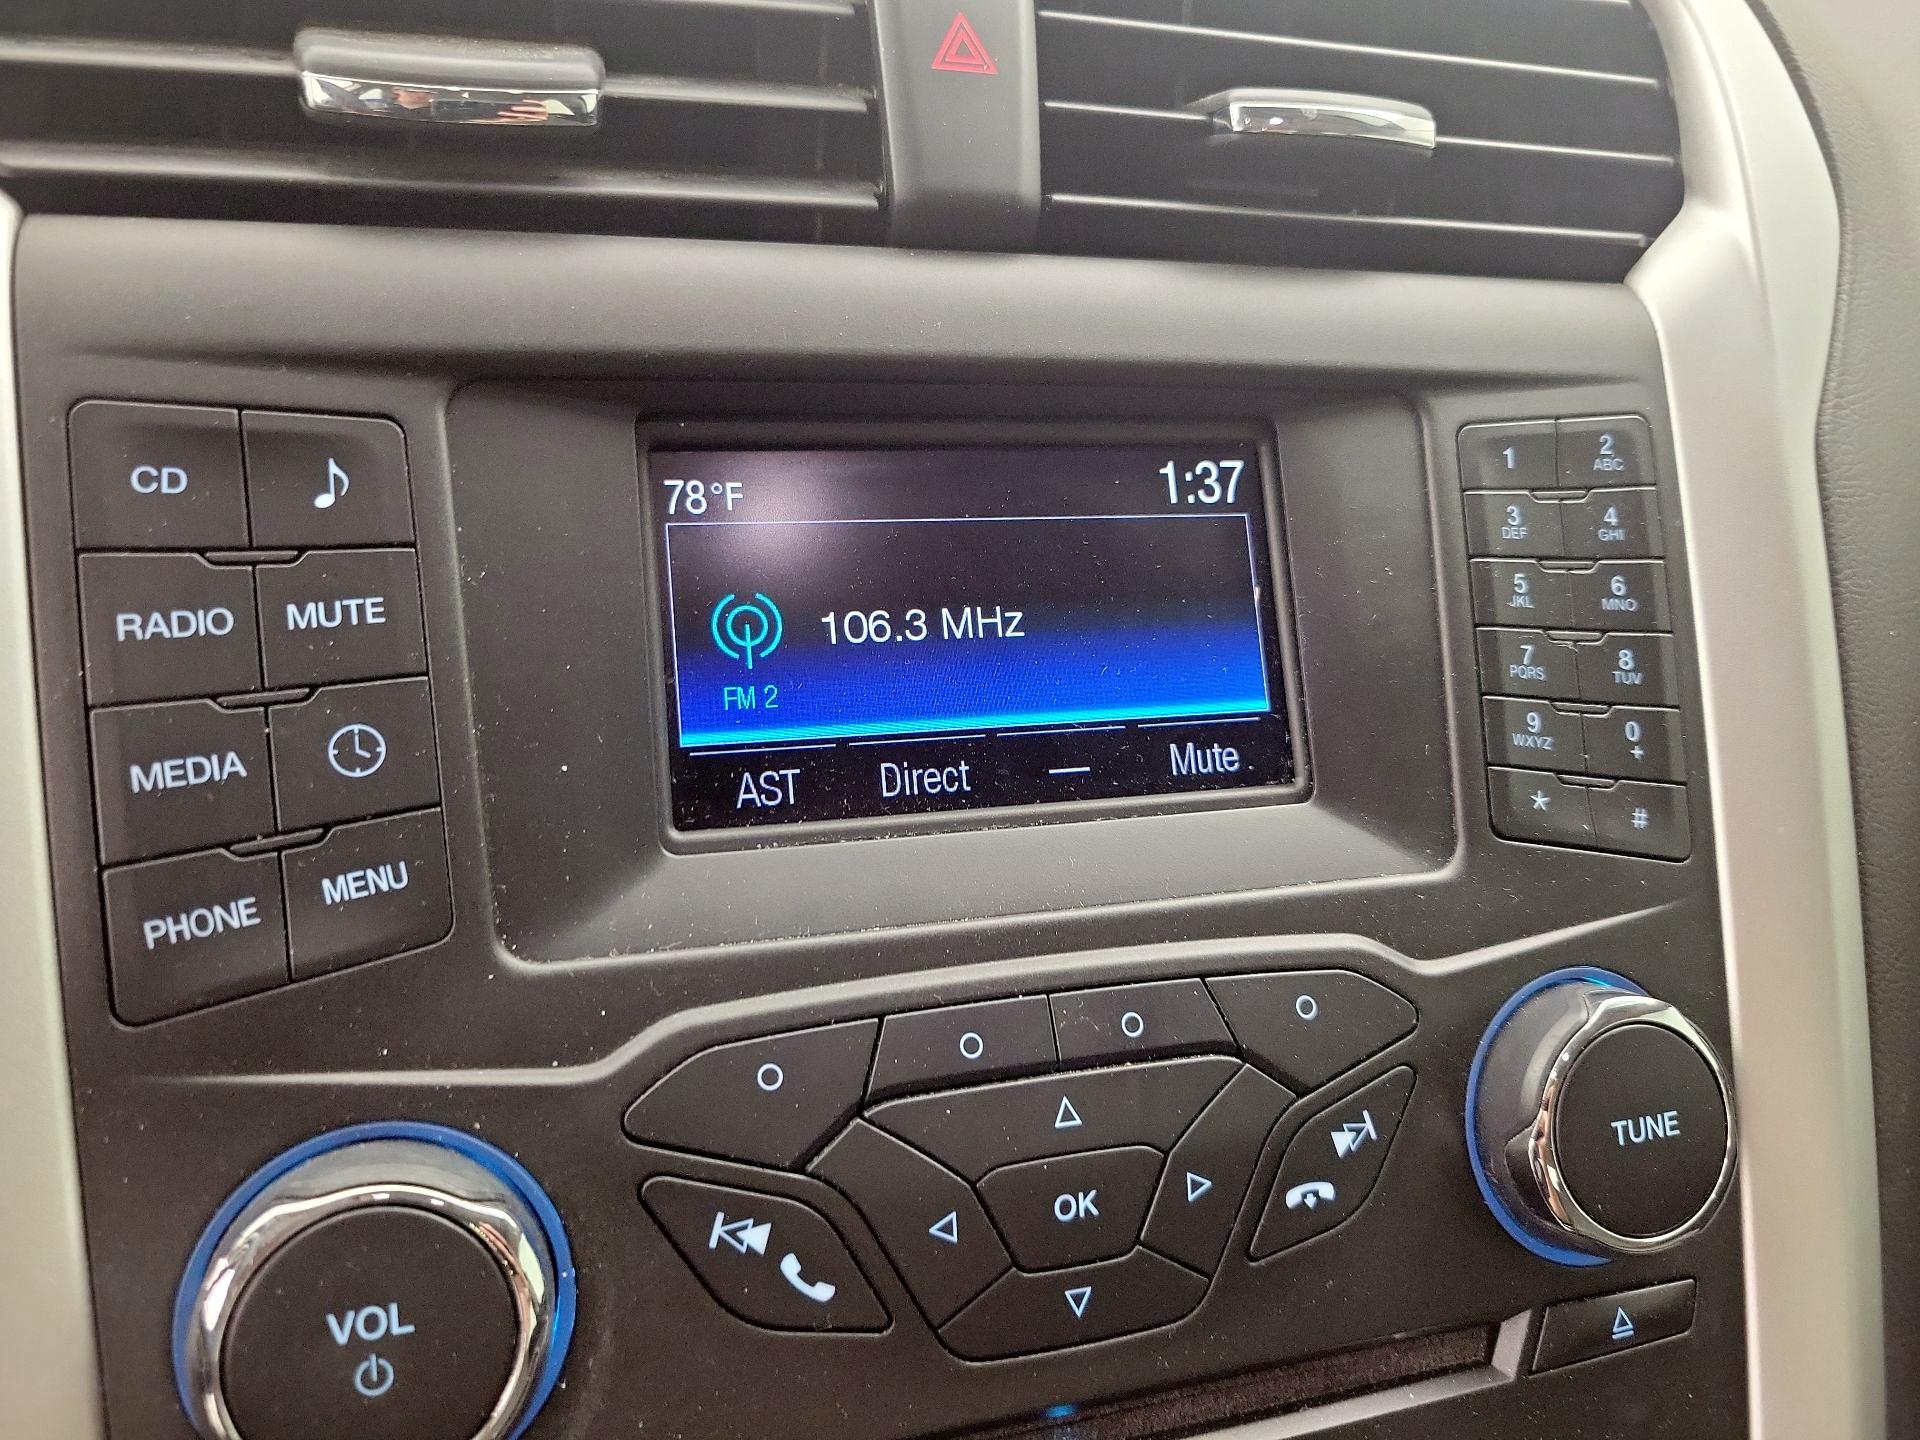 78°F 1:37
106.3 MHz
FM 2
AST Direct — Mute
CD
RADIO MUTE
MEDIA
PHONE MENU
1 2 ABC
3 DEF 4 GHI
5 JKL 6 MNO
7 PQRS 8 TUV
9 WXYZ 0 +
* #
OK
TUNE
VOL